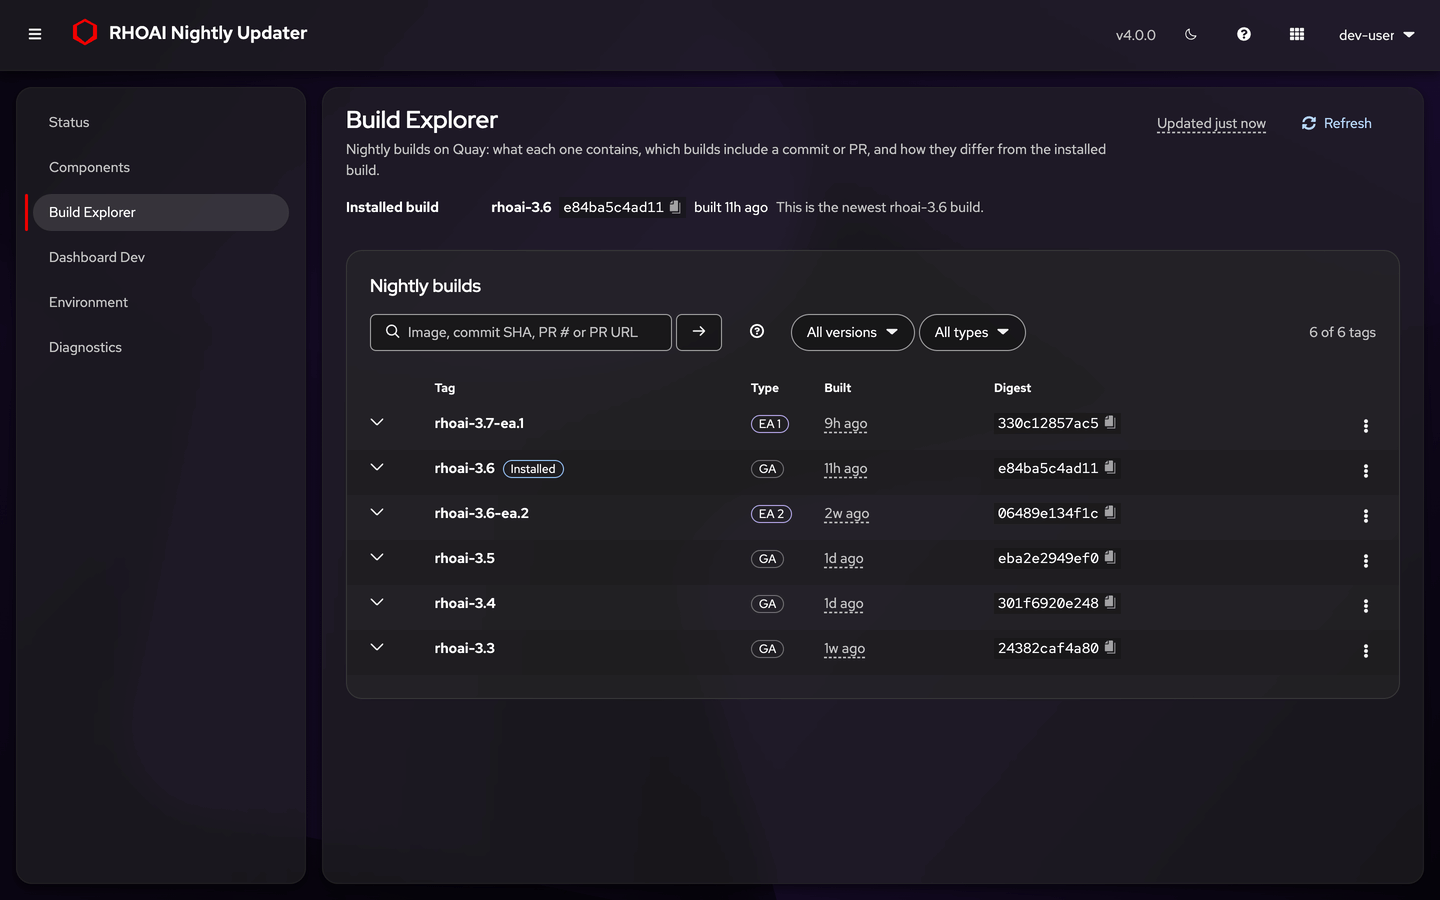 RHOAI Nightly Updater
v4.0.0
dev-user
Status
Components
Build Explorer
Dashboard Dev
Environment
Diagnostics
Build Explorer
Updated just now
Refresh
Nightly builds on Quay: what each one contains, which builds include a commit or PR, and how they differ from the installed
build.
Installed build rhoai-3.6 e84ba5c4ad11 built 11h ago This is the newest rhoai-3.6 build.
Nightly builds
Image, commit SHA, PR # or PR URL
All versions
All types
6 of 6 tags
Tag Type Built Digest
rhoai-3.7-ea.1 EA 1 9h ago 330c12857ac5
rhoai-3.6 Installed GA 11h ago e84ba5c4ad11
rhoai-3.6-ea.2 EA 2 2w ago 06489e134f1c
rhoai-3.5 GA 1d ago eba2e2949ef0
rhoai-3.4 GA 1d ago 301f6920e248
rhoai-3.3 GA 1w ago 24382caf4a80